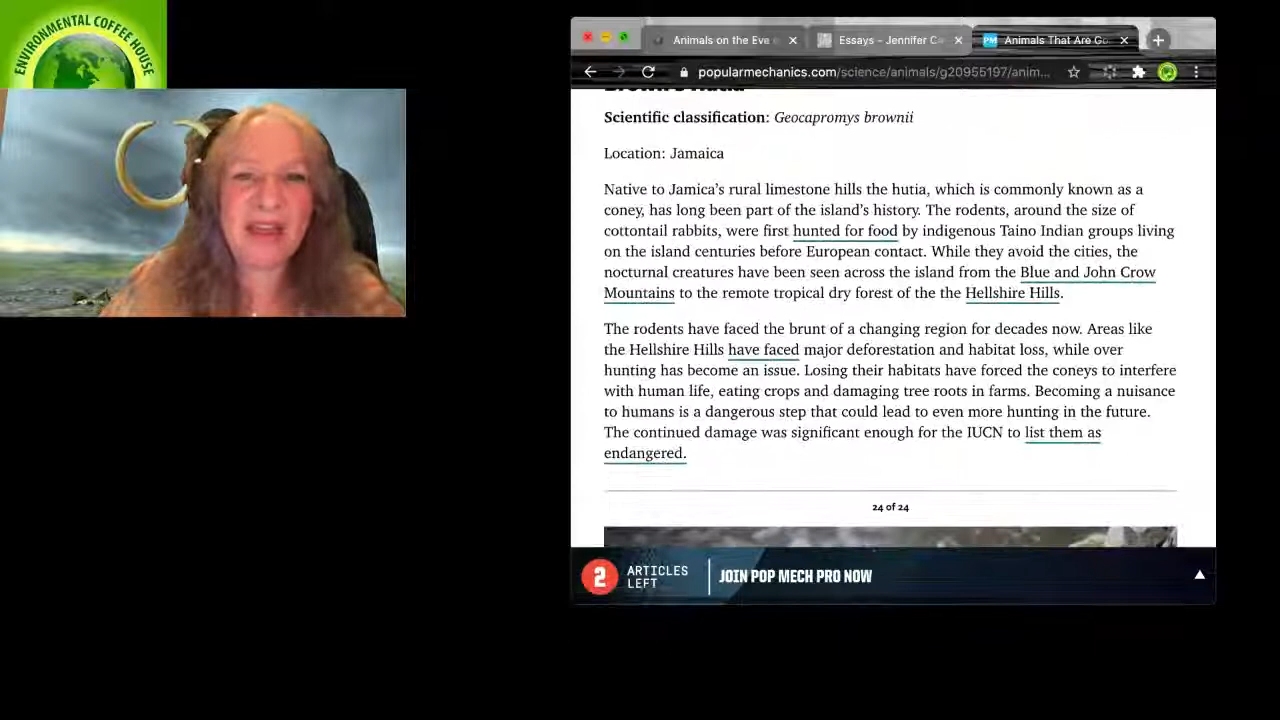 ENVIRONMENTAL COFFEE HOUSE
Animals on the Eve
Essays – Jennifer C
PM Animals That Are Go
popularmechanics.com/science/animals/g20955197/anim...
Scientific classification: Geocapromys brownii
Location: Jamaica
Native to Jamica’s rural limestone hills the hutia, which is commonly known as a
coney, has long been part of the island’s history. The rodents, around the size of
cottontail rabbits, were first hunted for food by indigenous Taino Indian groups living
on the island centuries before European contact. While they avoid the cities, the
nocturnal creatures have been seen across the island from the Blue and John Crow
Mountains to the remote tropical dry forest of the the Hellshire Hills.
The rodents have faced the brunt of a changing region for decades now. Areas like
the Hellshire Hills have faced major deforestation and habitat loss, while over
hunting has become an issue. Losing their habitats have forced the coneys to interfere
with human life, eating crops and damaging tree roots in farms. Becoming a nuisance
to humans is a dangerous step that could lead to even more hunting in the future.
The continued damage was significant enough for the IUCN to list them as
endangered.
24 of 24
2 ARTICLES
LEFT
JOIN POP MECH PRO NOW